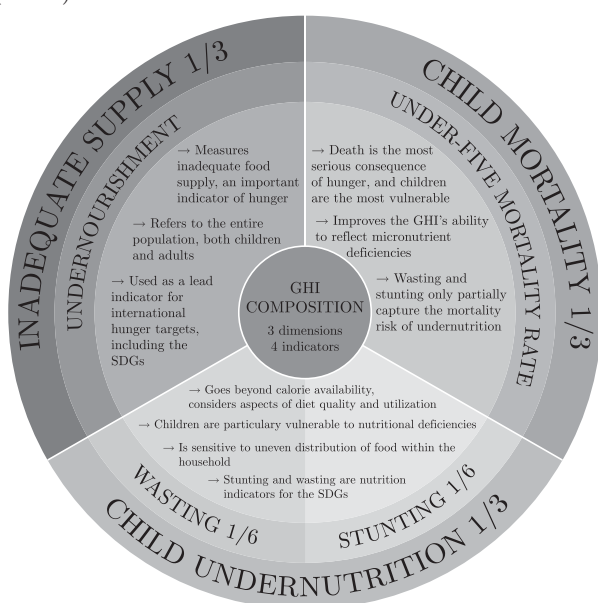 INADEQUATE SUPPLY 1/3
UNDERNOURISHMENT
→ Measures
inadequate food
supply, an important
indicator of hunger
→ Refers to the entire
population, both children
and adults
→ Used as a lead
indicator for
international
hunger targets,
including the
SDGs
CHILD MORTALITY 1/3
UNDER-FIVE MORTALITY RATE
→ Death is the most
serious consequence
of hunger, and children
are the most vulnerable
→ Improves the GHI's ability
to reflect micronutrient
deficiencies
→ Wasting and
stunting only partially
capture the mortality
risk of undernutrition
GHI
COMPOSITION
3 dimensions
4 indicators
→ Goes beyond calorie availability,
considers aspects of diet quality and utilization
→ Children are particulary vulnerable to nutritional deficiencies
→ Is sensitive to uneven distribution of food within the
household
→ Stunting and wasting are nutrition
indicators for the SDGs
WASTING 1/6
STUNTING 1/6
CHILD UNDERNUTRITION 1/3